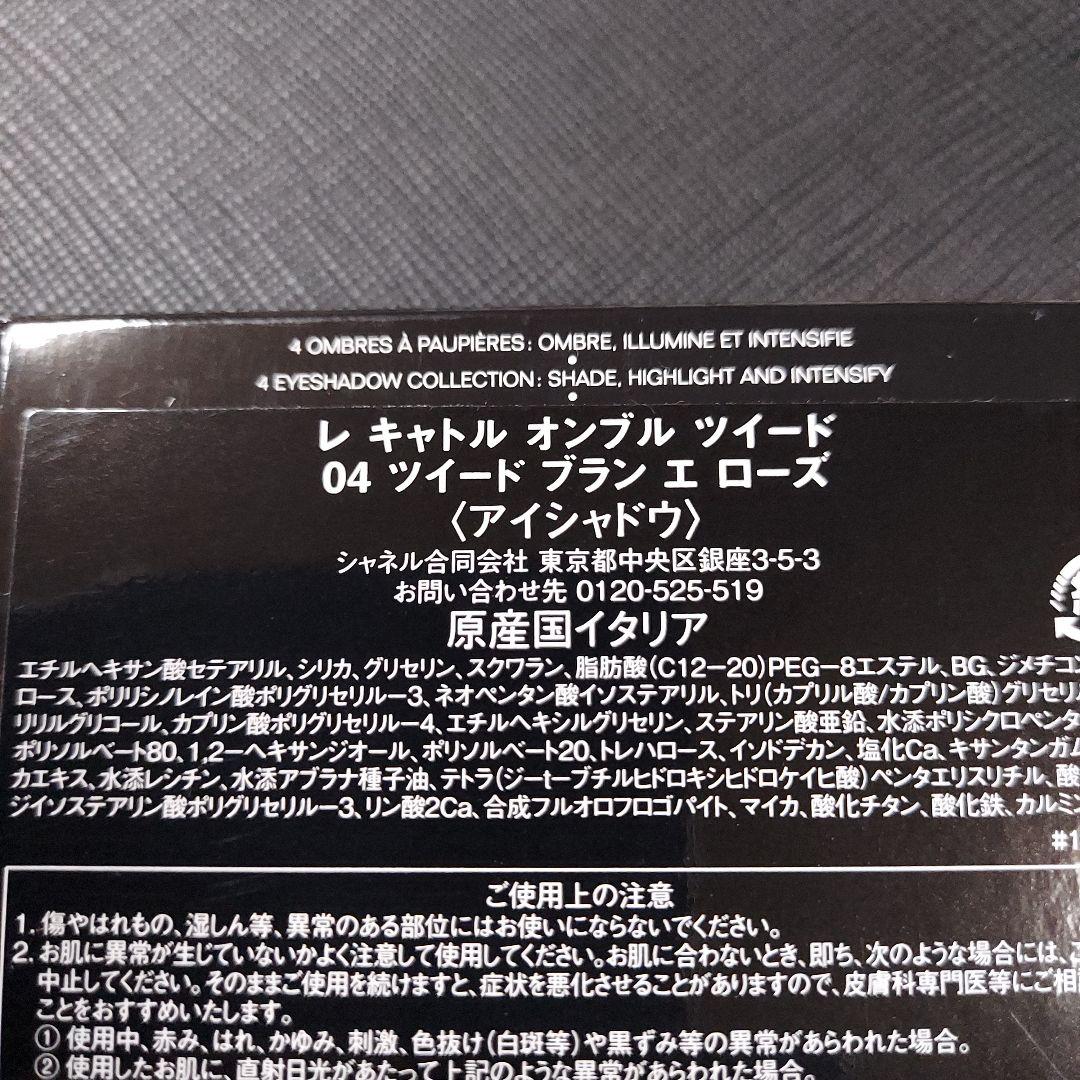 4 OMBRES À PAUPIÈRES : OMBRE, ILLUMINE ET INTENSIFIE
4 EYESHADOW COLLECTION : SHADE, HIGHLIGHT AND INTENSIFY
レ キャトル オンブル ツイード
04 ツイード ブラン エ ローズ
〈アイシャドウ〉
シャネル合同会社 東京都中央区銀座3-5-3
お問い合わせ先 0120-525-519
原産国イタリア
エチルヘキサン酸セテアリル、シリカ、グリセリン、スクワラン、脂肪酸(C12−20)PEG−8エステル、BG、ジメチコン
ロース、ポリリシノレイン酸ポリグリセリル−3、ネオペンタン酸イソステアリル、トリ(カプリル酸/カプリン酸)グリセリル
リリルグリコール、カプリン酸ポリグリセリル−4、エチルヘキシルグリセリン、ステアリン酸亜鉛、水添ポリシクロペンタ
ポリソルベート80、1,2−ヘキサンジオール、ポリソルベート20、トレハロース、イソドデカン、塩化Ca、キサンタンガム
カエキス、水添レシチン、水添アブラナ種子油、テトラ(ジ−t−ブチルヒドロキシヒドロケイヒ酸)ペンタエリスリチル、酸
ジイソステアリン酸ポリグリセリル−3、リン酸2Ca、合成フルオロフロゴパイト、マイカ、酸化チタン、酸化鉄、カルミン
#1
ご使用上の注意
1. 傷やはれもの、湿しん等、異常のある部位にはお使いにならないでください。
2. お肌に異常が生じていないかよく注意して使用してください。お肌に合わないとき、即ち、次のような場合には、ご
中止してください。そのままご使用を続けますと、症状を悪化させることがありますので、皮膚科専門医等にご相
ことをおすすめいたします。
① 使用中、赤み、はれ、かゆみ、刺激、色抜け(白斑等)や黒ずみ等の異常があらわれた場合。
② 使用したお肌に、直射日光があたって上記のような異常があらわれた場合。